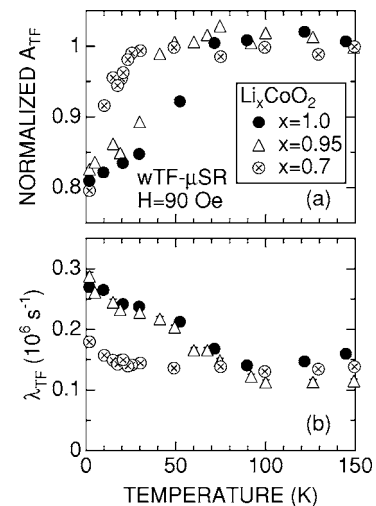 NORMALIZED A_TF
1
0.9
0.8
Li_xCoO_2
x=1.0
x=0.95
x=0.7
wTF-μSR
H=90 Oe
(a)
λ_TF (10^6 s^-1)
0.3
0.2
0.1
0
(b)
0 50 100 150
TEMPERATURE (K)